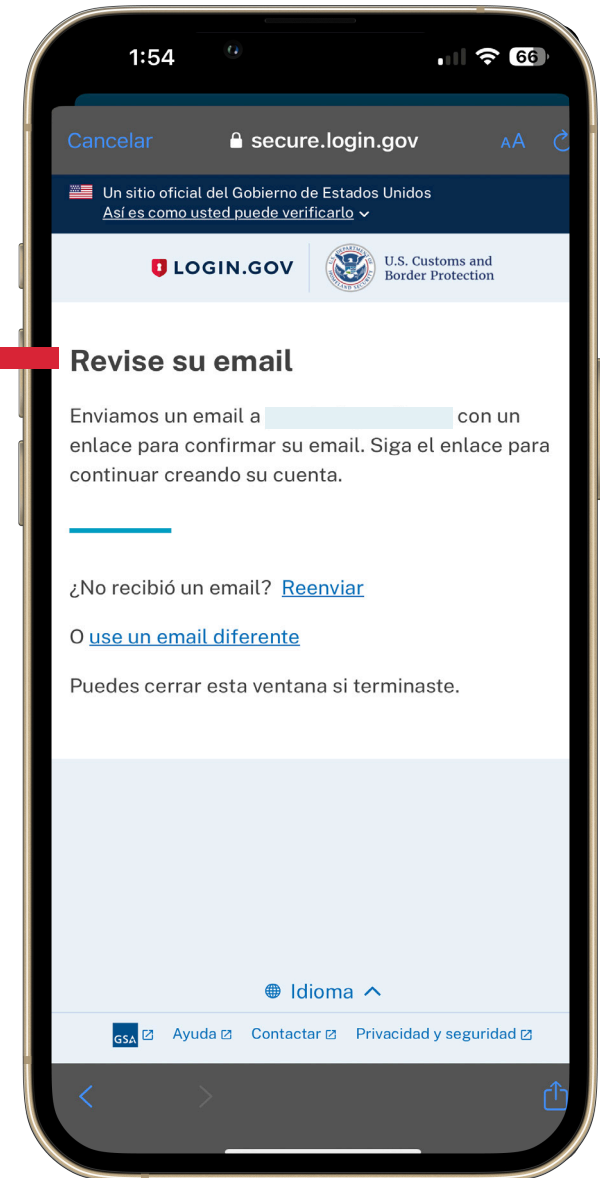 1:54
66
Cancelar secure.login.gov AA
Un sitio oficial del Gobierno de Estados Unidos
Así es como usted puede verificarlo
LOGIN.GOV
U.S. Customs and
Border Protection
Revise su email
Enviamos un email a con un
enlace para confirmar su email. Siga el enlace para
continuar creando su cuenta.
¿No recibió un email? Reenviar
O use un email diferente
Puedes cerrar esta ventana si terminaste.
Idioma
GSA Ayuda Contactar Privacidad y seguridad